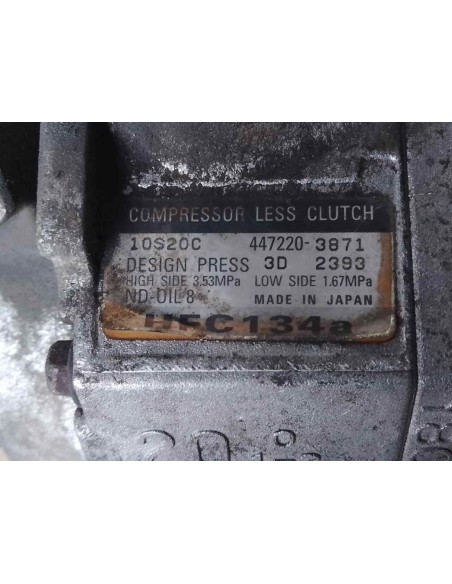 COMPRESSOR LESS CLUTCH
10S20C 447220-3871
DESIGN PRESS 3D 2393
HIGH SIDE 3.53MPa LOW SIDE 1.67MPa
ND-OIL 8 MADE IN JAPAN
HFC134a